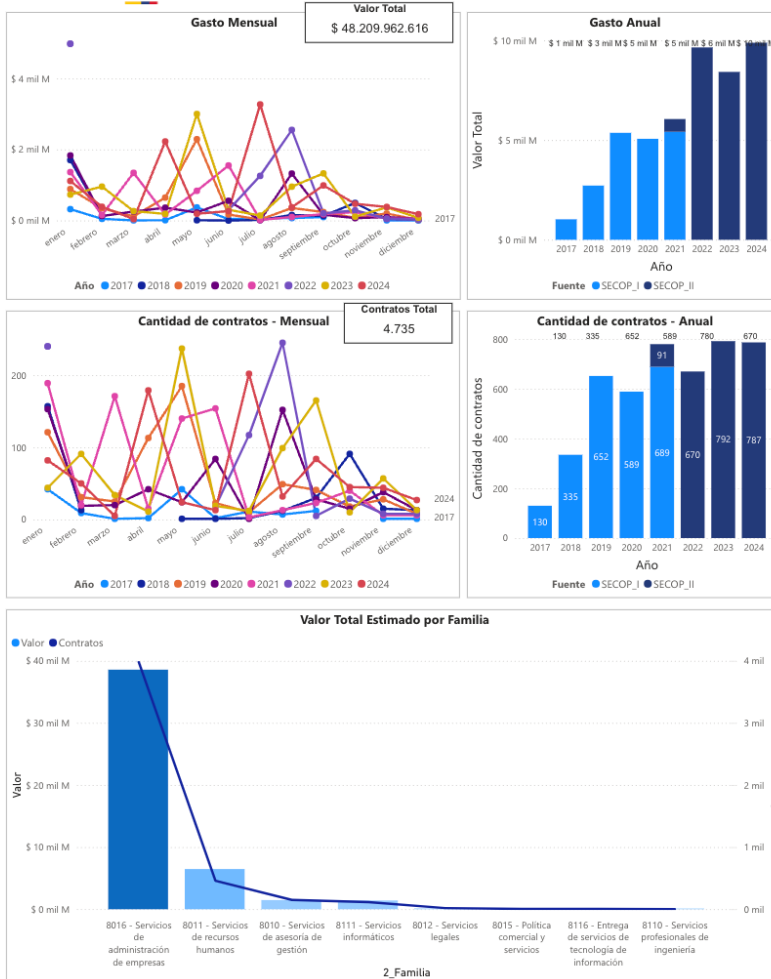 Gasto Mensual
Valor Total
$ 48.209.962.616
$ 4 mil M
$ 2 mil M
$ 0 mil M
2017
enero
febrero
marzo
abril
mayo
junio
julio
agosto
septiembre
octubre
noviembre
diciembre
Año 2017 2018 2019 2020 2021 2022 2023 2024
Gasto Anual
$ 10 mil M
$ 1 mil M $ 3 mil M $ 5 mil M $ 5 mil M $ 6 mil M
Valor Total
$ 5 mil M
$ 0 mil M
2017 2018 2019 2020 2021 2022 2023 2024
Año
Fuente SECOP_I SECOP_II
Cantidad de contratos - Mensual
Contratos Total
4.735
200
100
0
2024
2017
enero
febrero
marzo
abril
mayo
junio
julio
agosto
septiembre
octubre
noviembre
diciembre
Año 2017 2018 2019 2020 2021 2022 2023 2024
Cantidad de contratos - Anual
130 335 652 589 780 670
800
600
400
200
0
Cantidad de contratos
130 335 652 589 689 91 670 792 787
2017 2018 2019 2020 2021 2022 2023 2024
Año
Fuente SECOP_I SECOP_II
Valor Total Estimado por Familia
Valor Contratos
$ 40 mil M
$ 30 mil M
$ 20 mil M
$ 10 mil M
$ 0 mil M
Valor
4 mil
3 mil
2 mil
1 mil
0 mil
8016 - Servicios
de
administración
de empresas
8011 - Servicios
de recursos
humanos
8010 - Servicios
de asesoría de
gestión
8111 - Servicios
informáticos
8012 - Servicios
legales
8015 - Política
comercial y
servicios
8116 - Entrega
de servicios de
tecnología de
información
8110 - Servicios
profesionales de
ingeniería
2_Familia